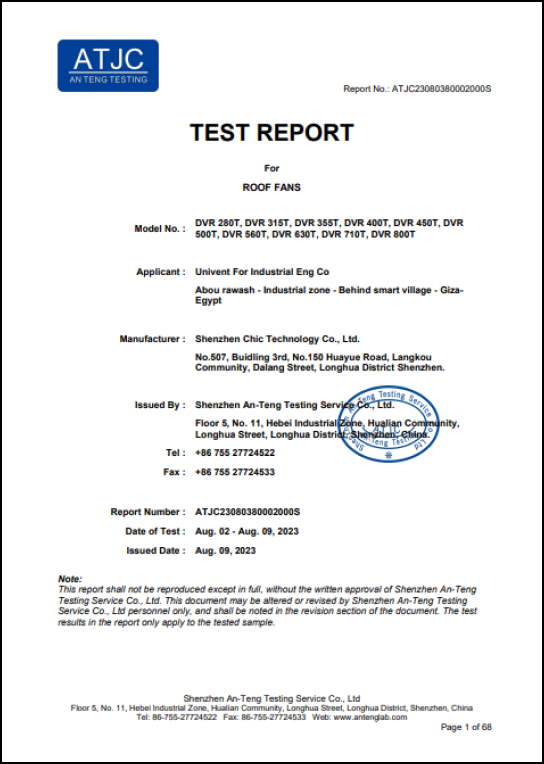 ATJC
AN TENG TESTING
Report No.: ATJC23080380002000S
TEST REPORT
For
ROOF FANS
Model No. : DVR 280T, DVR 315T, DVR 355T, DVR 400T, DVR 450T, DVR
500T, DVR 560T, DVR 630T, DVR 710T, DVR 800T
Applicant : Univent For Industrial Eng Co
Abou rawash - Industrial zone - Behind smart village - Giza-
Egypt
Manufacturer : Shenzhen Chic Technology Co., Ltd.
No.507, Buidling 3rd, No.150 Huayue Road, Langkou
Community, Dalang Street, Longhua District Shenzhen.
Issued By : Shenzhen An-Teng Testing Service Co., Ltd.
Floor 5, No. 11, Hebei Industrial Zone, Hualian Community,
Longhua Street, Longhua District, Shenzhen, China.
Shenzhen An-Teng Testing Service Co., Ltd
ATJC
An-Teng Testing
Tel : +86 755 27724522
Fax : +86 755 27724533
Report Number : ATJC23080380002000S
Date of Test : Aug. 02 - Aug. 09, 2023
Issued Date : Aug. 09, 2023
Note:
This report shall not be reproduced except in full, without the written approval of Shenzhen An-Teng
Testing Service Co., Ltd. This document may be altered or revised by Shenzhen An-Teng Testing
Service Co., Ltd personnel only, and shall be noted in the revision section of the document. The test
results in the report only apply to the tested sample.
Shenzhen An-Teng Testing Service Co., Ltd
Floor 5, No. 11, Hebei Industrial Zone, Hualian Community, Longhua Street, Longhua District, Shenzhen, China
Tel: 86-755-27724522 Fax: 86-755-27724533 Web: www.antenglab.com
Page 1 of 68